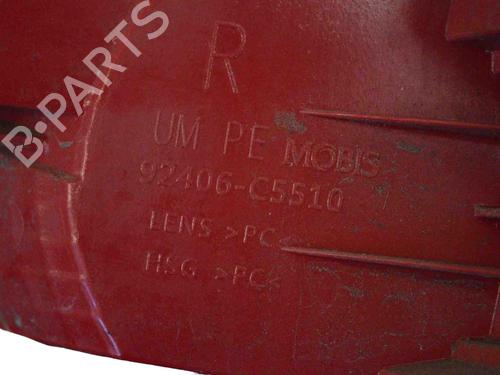 R
UM PE MOBIS
92406-C5510
LENS >PC<
HSG >PC<
B-PARTS